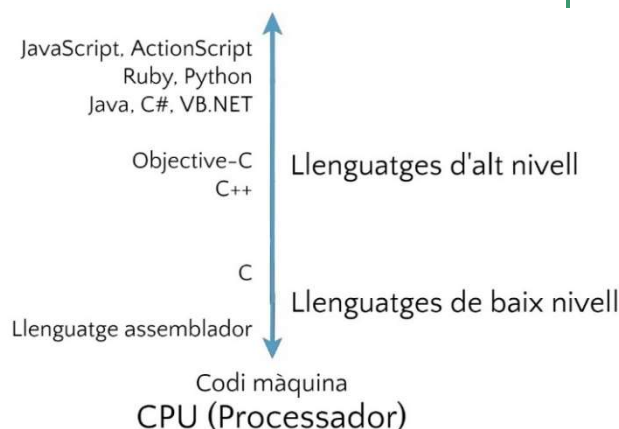 JavaScript, ActionScript
Ruby, Python
Java, C#, VB.NET
Objective-C
Llenguatges d'alt nivell
C++
C
Llenguatges de baix nivell
Llenguatge assemblador
Codi màquina
CPU (Processador)